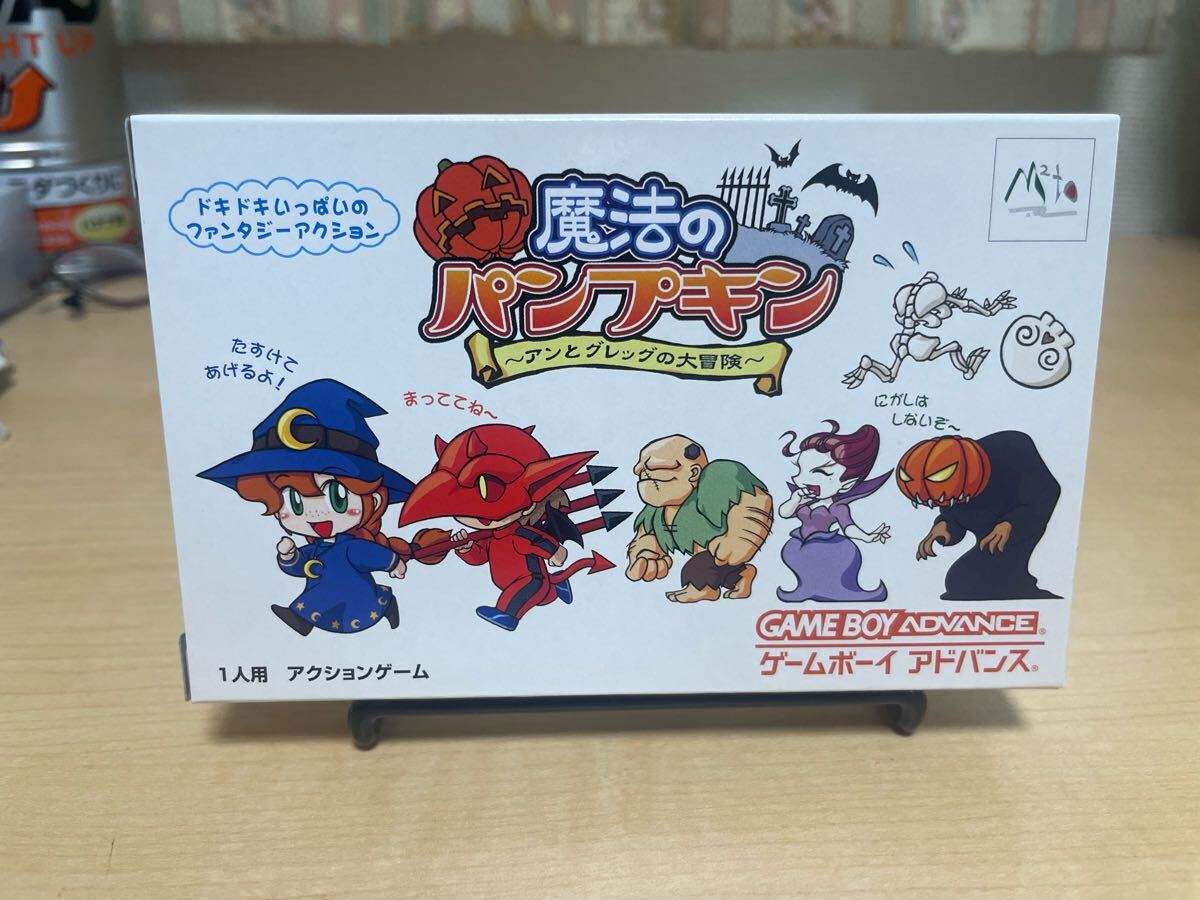 ドキドキいっぱいの
ファンタジーアクション
魔法の
パンプキン
～アンとグレッグの大冒険～
たすけて
あげるよ!
まっててね～
にがしは
しないぞ～
GAME BOY ADVANCE
ゲームボーイ アドバンス
1人用 アクションゲーム